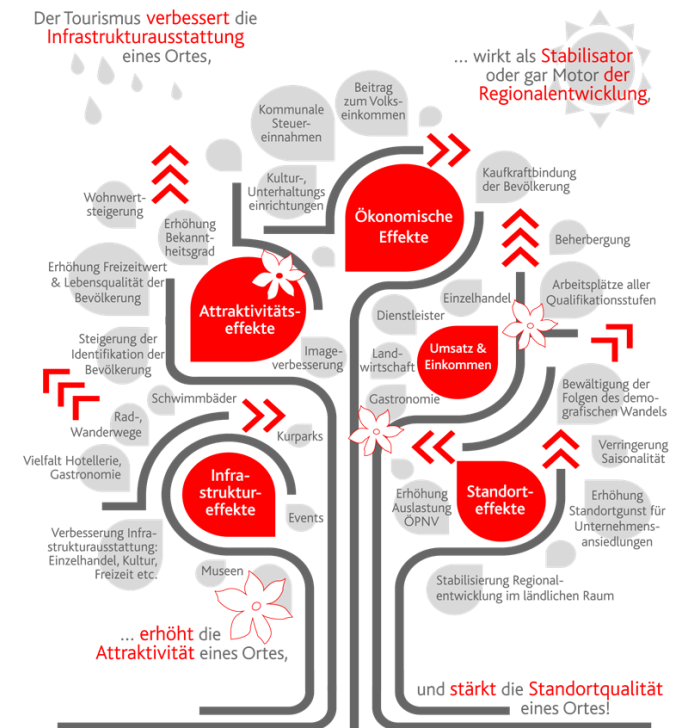 Der Tourismus verbessert die
Infrastrukturausstattung
eines Ortes,
... wirkt als Stabilisator
oder gar Motor der
Regionalentwicklung,
Beitrag
zum Volks-
einkommen
Kommunale
Steuer-
einnahmen
Kultur-,
Unterhaltungs
einrichtungen
Kaufkraftbindung
der Bevölkerung
Wohnwert-
steigerung
Erhöhung
Bekannt-
heitsgrad
Ökonomische
Effekte
Beherbergung
Erhöhung Freizeitwert
& Lebensqualität der
Bevölkerung
Attraktivitäts-
effekte
Einzelhandel
Arbeitsplätze aller
Qualifikationsstufen
Dienstleister
Steigerung der
Identifikation der
Bevölkerung
Image-
verbesserung
Land-
wirtschaft
Umsatz &
Einkommen
Schwimmbäder
Gastronomie
Bewältigung der
Folgen des demo-
grafischen Wandels
Rad-,
Wanderwege
Kurparks
Verringerung
Saisonalität
Vielfalt Hotellerie,
Gastronomie
Infra-
struktur-
effekte
Erhöhung
Auslastung
ÖPNV
Standort-
effekte
Erhöhung
Standortgunst für
Unternehmens-
ansiedlungen
Events
Verbesserung Infra-
strukturausstattung:
Einzelhandel, Kultur,
Freizeit etc.
Museen
Stabilisierung Regional-
entwicklung im ländlichen Raum
... erhöht die
Attraktivität eines Ortes,
und stärkt die Standortqualität
eines Ortes!